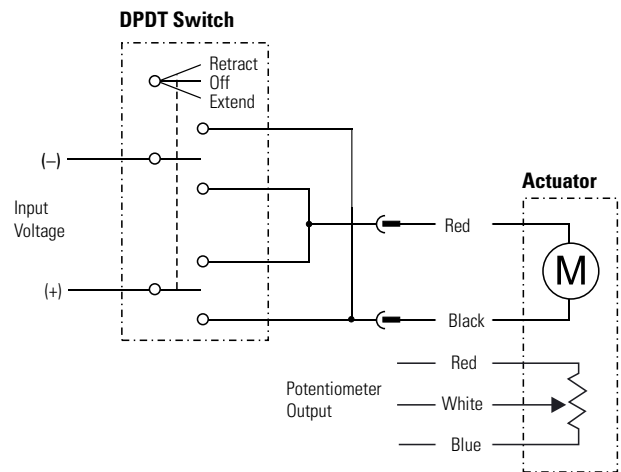 DPDT Switch
Retract
Off
Extend
(–)
Input
Voltage
(+)
Actuator
Red
M
Black
Red
Potentiometer
Output
White
Blue